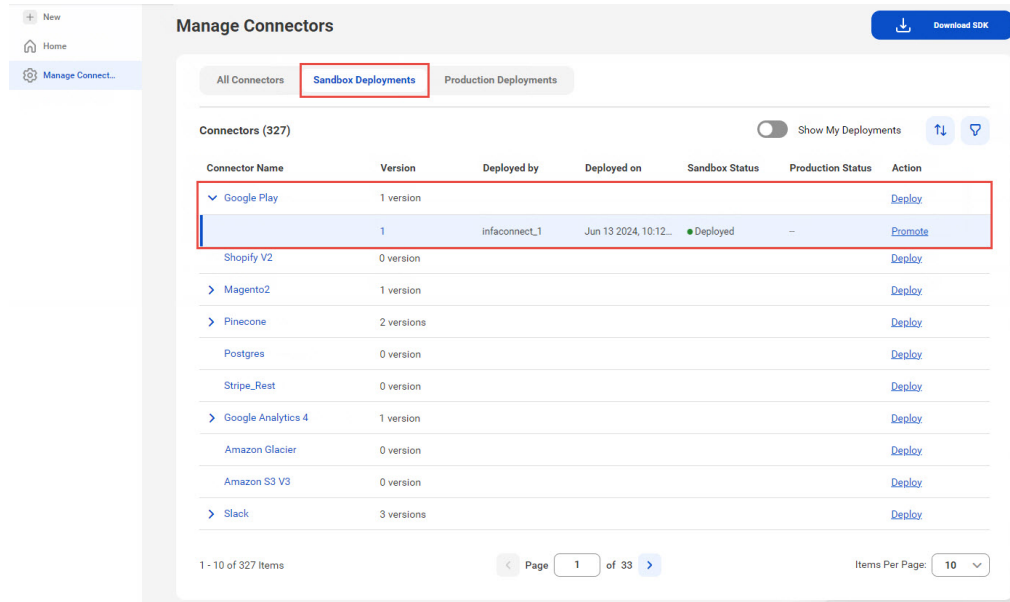 New
Home
Manage Connect...
Manage Connectors
Download SDK
All Connectors Sandbox Deployments Production Deployments
Connectors (327) Show My Deployments
Connector Name Version Deployed by Deployed on Sandbox Status Production Status Action
Google Play 1 version Deploy
1 infaconnect_1 Jun 13 2024, 10:12... Deployed – Promote
Shopify V2 0 version Deploy
Magento2 1 version Deploy
Pinecone 2 versions Deploy
Postgres 0 version Deploy
Stripe_Rest 0 version Deploy
Google Analytics 4 1 version Deploy
Amazon Glacier 0 version Deploy
Amazon S3 V3 0 version Deploy
Slack 3 versions Deploy
1 - 10 of 327 Items Page 1 of 33 Items Per Page: 10